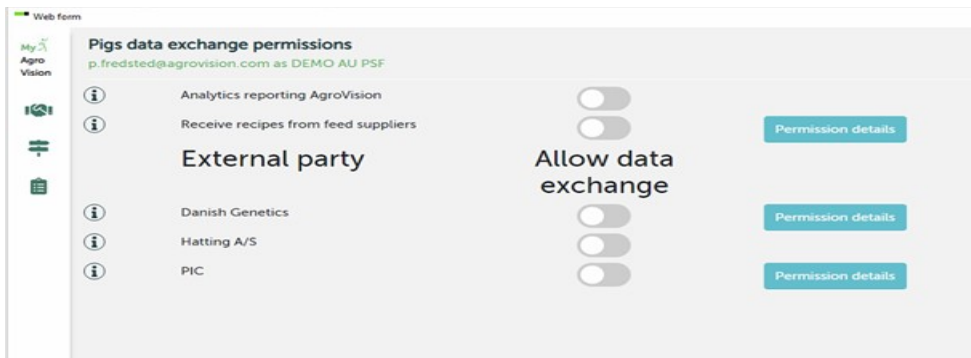 Web form
My
Agro
Vision
Pigs data exchange permissions
p.fredsted@agrovision.com as DEMO AU PSF
Analytics reporting AgroVision
Receive recipes from feed suppliers
Permission details
External party
Allow data
exchange
Danish Genetics
Permission details
Hatting A/S
PIC
Permission details